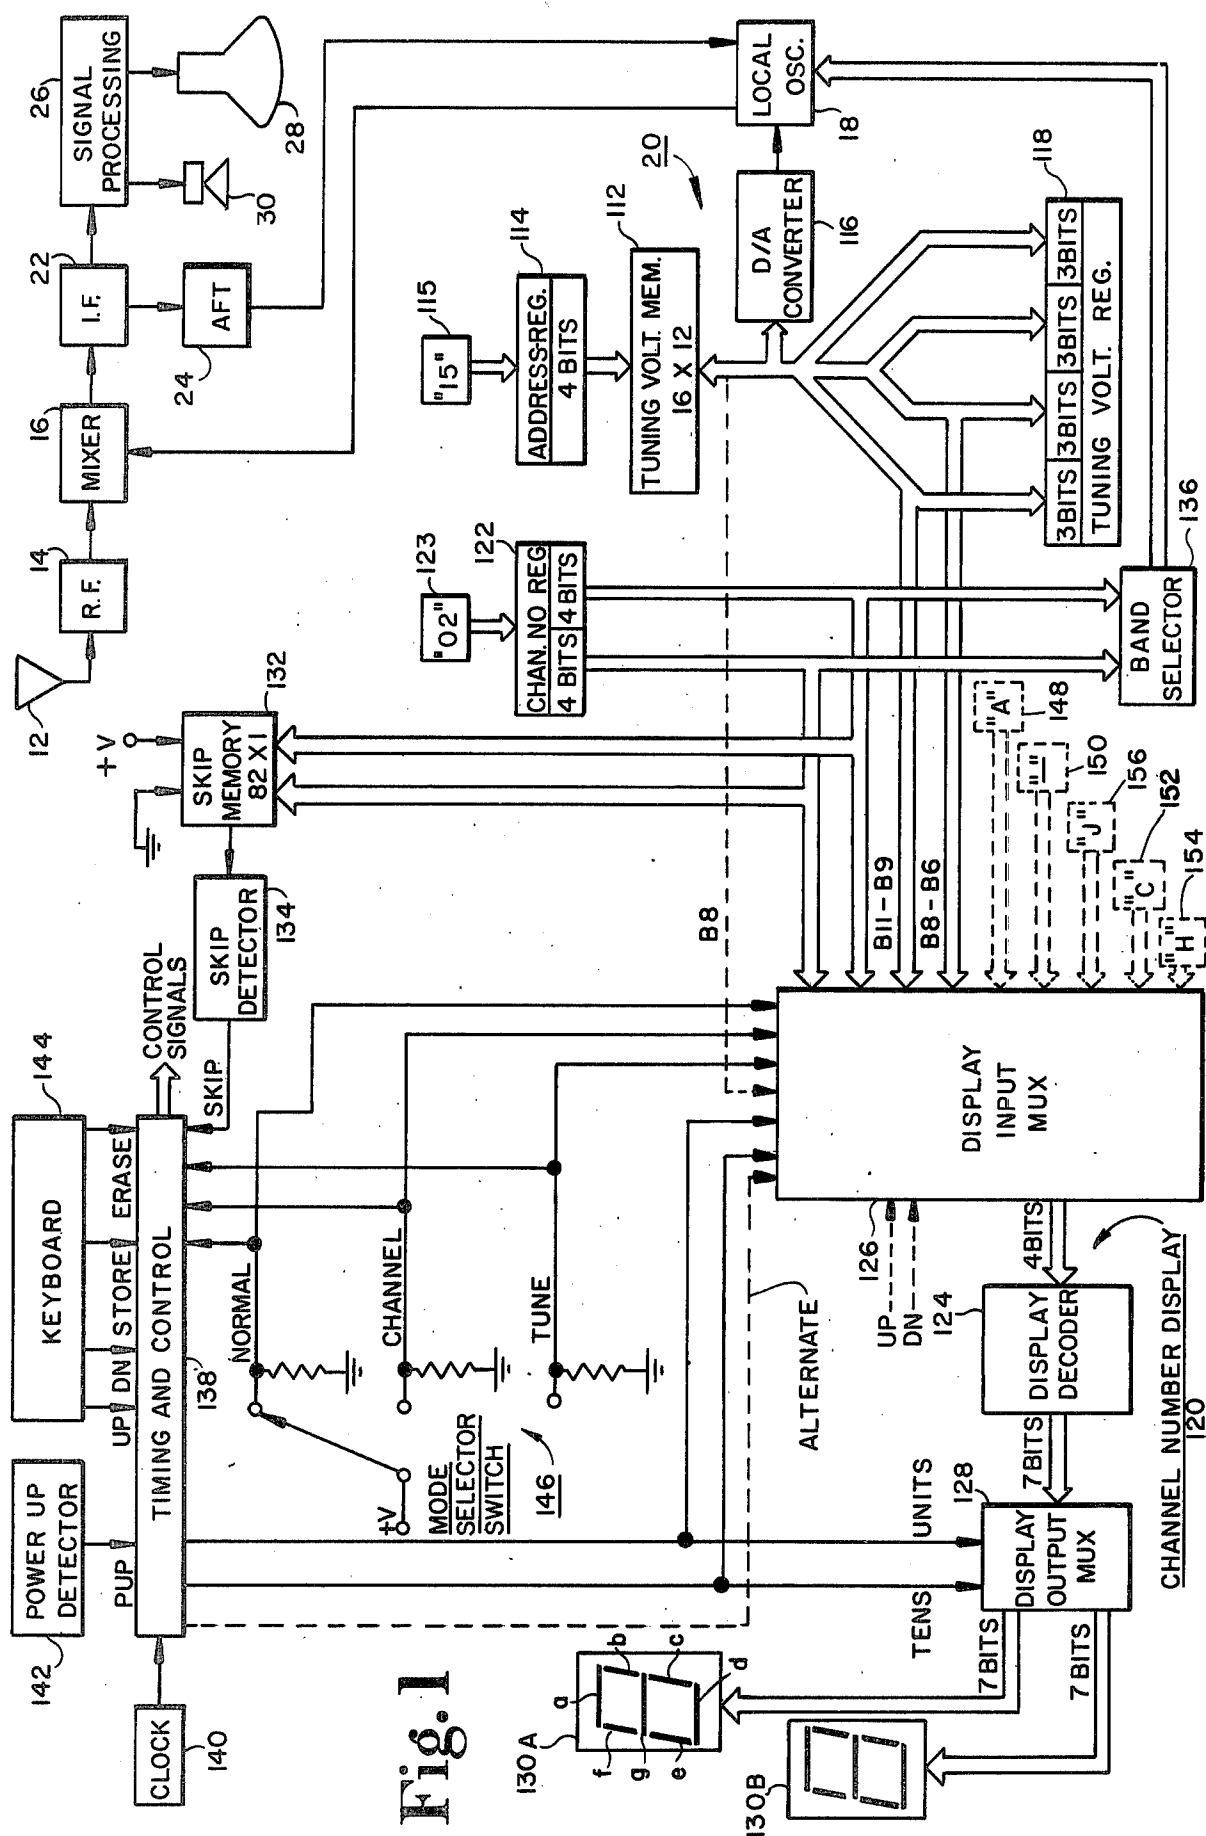 26
SIGNAL
PROCESSING
28
30
22
I.F.
AFT
24
16
MIXER
14
R.F.
12
LOCAL
OSC.
18
20
D/A
CONVERTER
116
115
"15"
114
ADDRESS-REG.
4 BITS
112
TUNING VOLT. MEM.
16 X 12
118
3BITS 3BITS 3BITS 3BITS
TUNING VOLT. REG.
123
"02"
122
CHAN. NO REG
4 BITS 4 BITS
136
BAND
SELECTOR
132
+V
SKIP
MEMORY
82 X 1
SKIP
DETECTOR
134
SKIP
CONTROL
SIGNALS
B8
B11-B9
B8-B6
"A"
148
"-"
150
"J"
156
"C"
152
"H"
154
144
KEYBOARD
UP DN STORE ERASE
POWER UP
DETECTOR
142
PUP
TIMING AND CONTROL
138
CLOCK
140
NORMAL
CHANNEL
TUNE
+V
MODE
SELECTOR
SWITCH
146
ALTERNATE
DISPLAY
INPUT
MUX
126
UP
DN
4BITS
124
DISPLAY
DECODER
7BITS
128
DISPLAY
OUTPUT
MUX
UNITS
TENS
7BITS
7BITS
CHANNEL NUMBER DISPLAY
120
130A
a
b
c
d
e
f
g
130B
Fig. 1